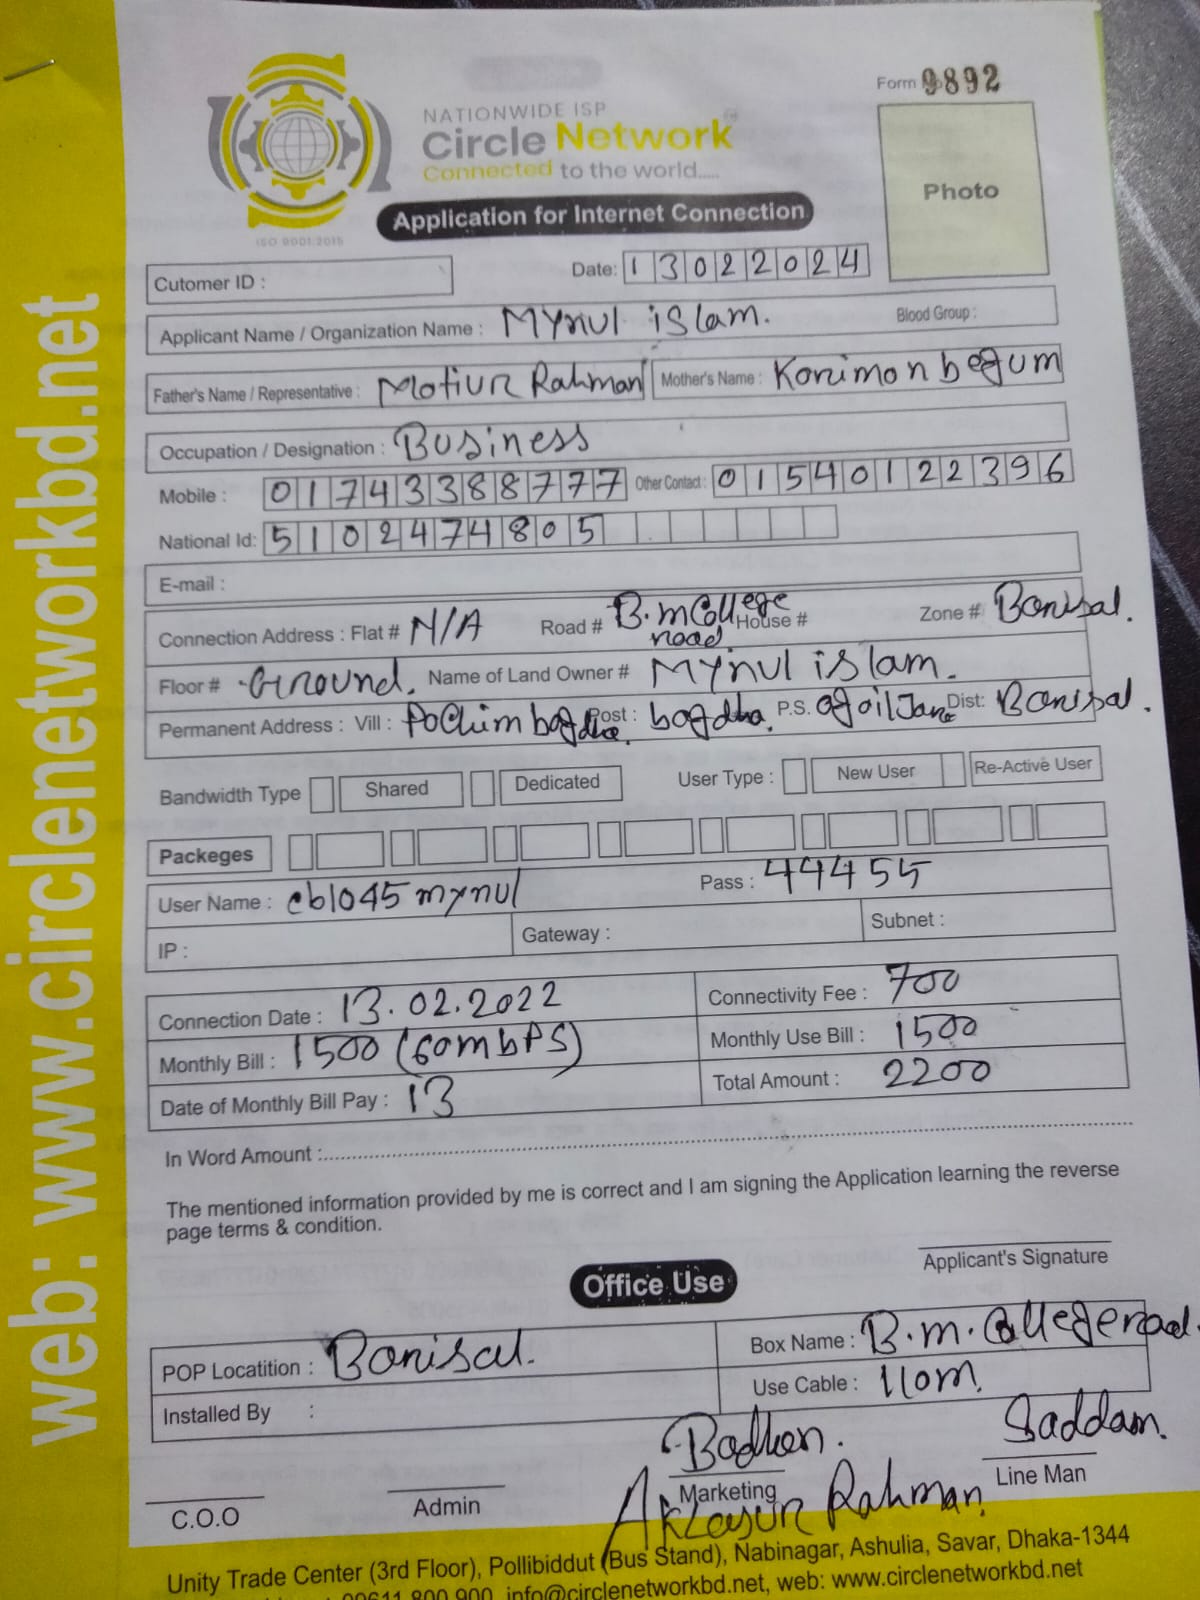 Form 9892
NATIONWIDE ISP
Circle Network
Connected to the world.....
ISO 9001:2015
Application for Internet Connection
Photo
Cutomer ID :
Date: 13022024
Applicant Name / Organization Name : Mynul islam. Blood Group :
Father's Name / Representative : Motiur Rahman Mother's Name : Korimon begum
Occupation / Designation : Business
Mobile : 01743388777 Other Contact : 01540122396
National Id: 5102474805
E-mail :
Connection Address : Flat # N/A Road # B.m College road House # Zone # Barisal.
Floor # Ground. Name of Land Owner # Mynul islam.
Permanent Address : Vill : Pochim bagdha. Post : bagdha. P.S. Dist: Barisal.
Bandwidth Type Shared Dedicated User Type : New User Re-Active User
Packeges
User Name : cb1045mynul Pass : 44455
IP : Gateway : Subnet :
Connection Date : 13.02.2022 Connectivity Fee : 700
Monthly Bill : 1500 (60mbPS) Monthly Use Bill : 1500
Date of Monthly Bill Pay : 13 Total Amount : 2200
In Word Amount :
The mentioned information provided by me is correct and I am signing the Application learning the reverse
page terms & condition.
Applicant's Signature
Office Use
POP Locatition : Barisal. Box Name : B.m. College road.
Installed By : Use Cable : 110m.
Saddam.
C.O.O Admin Marketing Line Man
Rahman.
Unity Trade Center (3rd Floor), Pollibiddut (Bus Stand), Nabinagar, Ashulia, Savar, Dhaka-1344
09611 800 900, info@circlenetworkbd.net, web: www.circlenetworkbd.net
web: www.circlenetworkbd.net